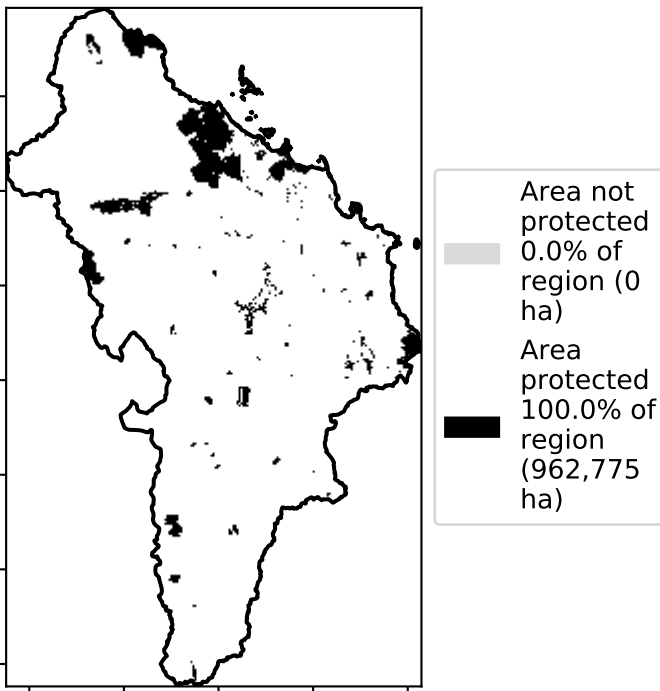 Area not
protected
0.0% of
region (0
ha)
Area
protected
100.0% of
region
(962,775
ha)